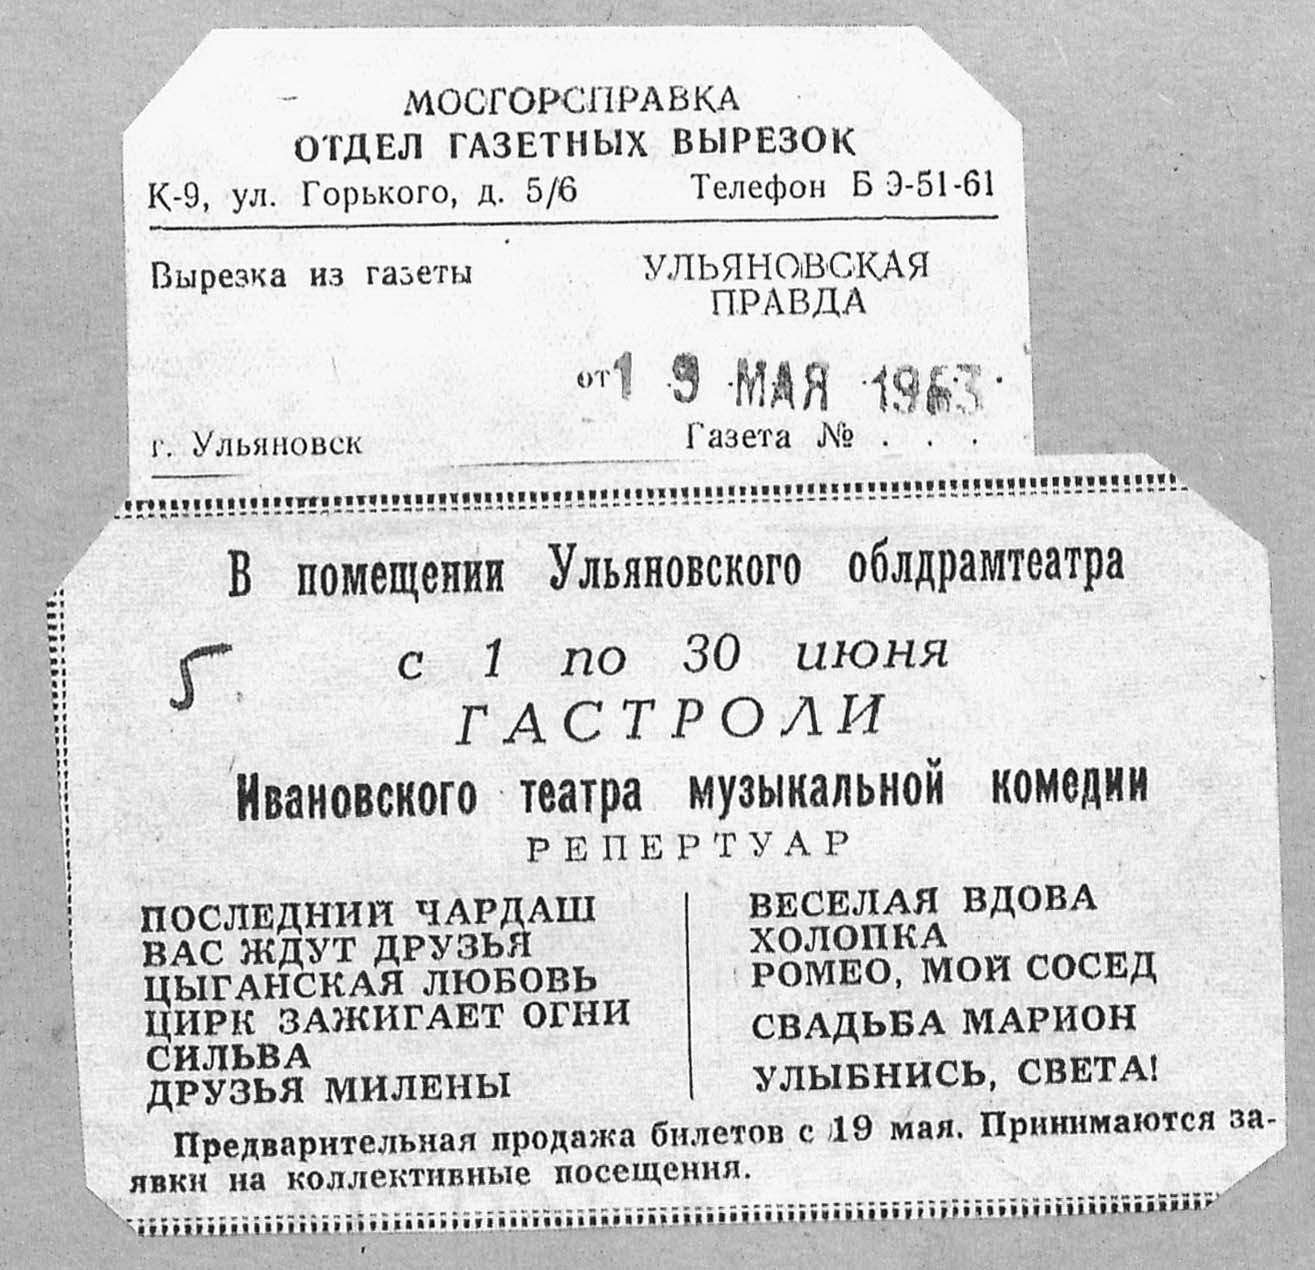 МОСГОРСПРАВКА
ОТДЕЛ ГАЗЕТНЫХ ВЫРЕЗОК
К-9, ул. Горького, д. 5/6 Телефон Б 9-51-61
Вырезка из газеты УЛЬЯНОВСКАЯ
ПРАВДА
от 19 МАЯ 1963
г. Ульяновск Газета № . . .
В помещении Ульяновского облдрамтеатра
5
с 1 по 30 июня
ГАСТРОЛИ
Ивановского театра музыкальной комедии
РЕПЕРТУАР
ПОСЛЕДНИЙ ЧАРДАШ
ВАС ЖДУТ ДРУЗЬЯ
ЦЫГАНСКАЯ ЛЮБОВЬ
ЦИРК ЗАЖИГАЕТ ОГНИ
СИЛЬВА
ДРУЗЬЯ МИЛЕНЫ
ВЕСЕЛАЯ ВДОВА
ХОЛОПКА
РОМЕО, МОЙ СОСЕД
СВАДЬБА МАРИОН
УЛЫБНИСЬ, СВЕТА!
Предварительная продажа билетов с 19 мая. Принимаются за-
явки на коллективные посещения.